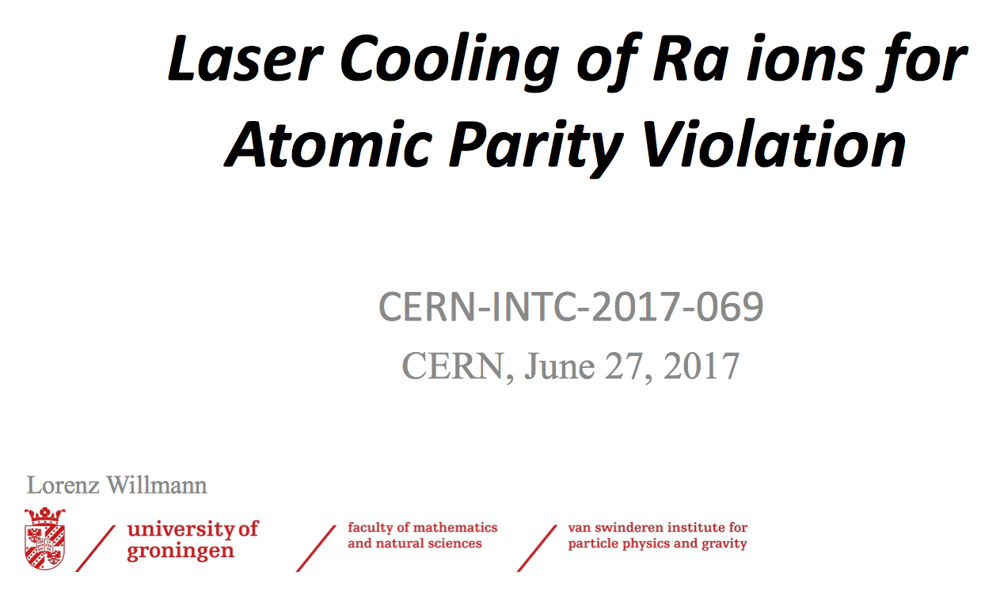 Laser Cooling of Ra ions for
Atomic Parity Violation
CERN-INTC-2017-069
CERN, June 27, 2017
Lorenz Willmann
university of
groningen
faculty of mathematics
and natural sciences
van swinderen institute for
particle physics and gravity